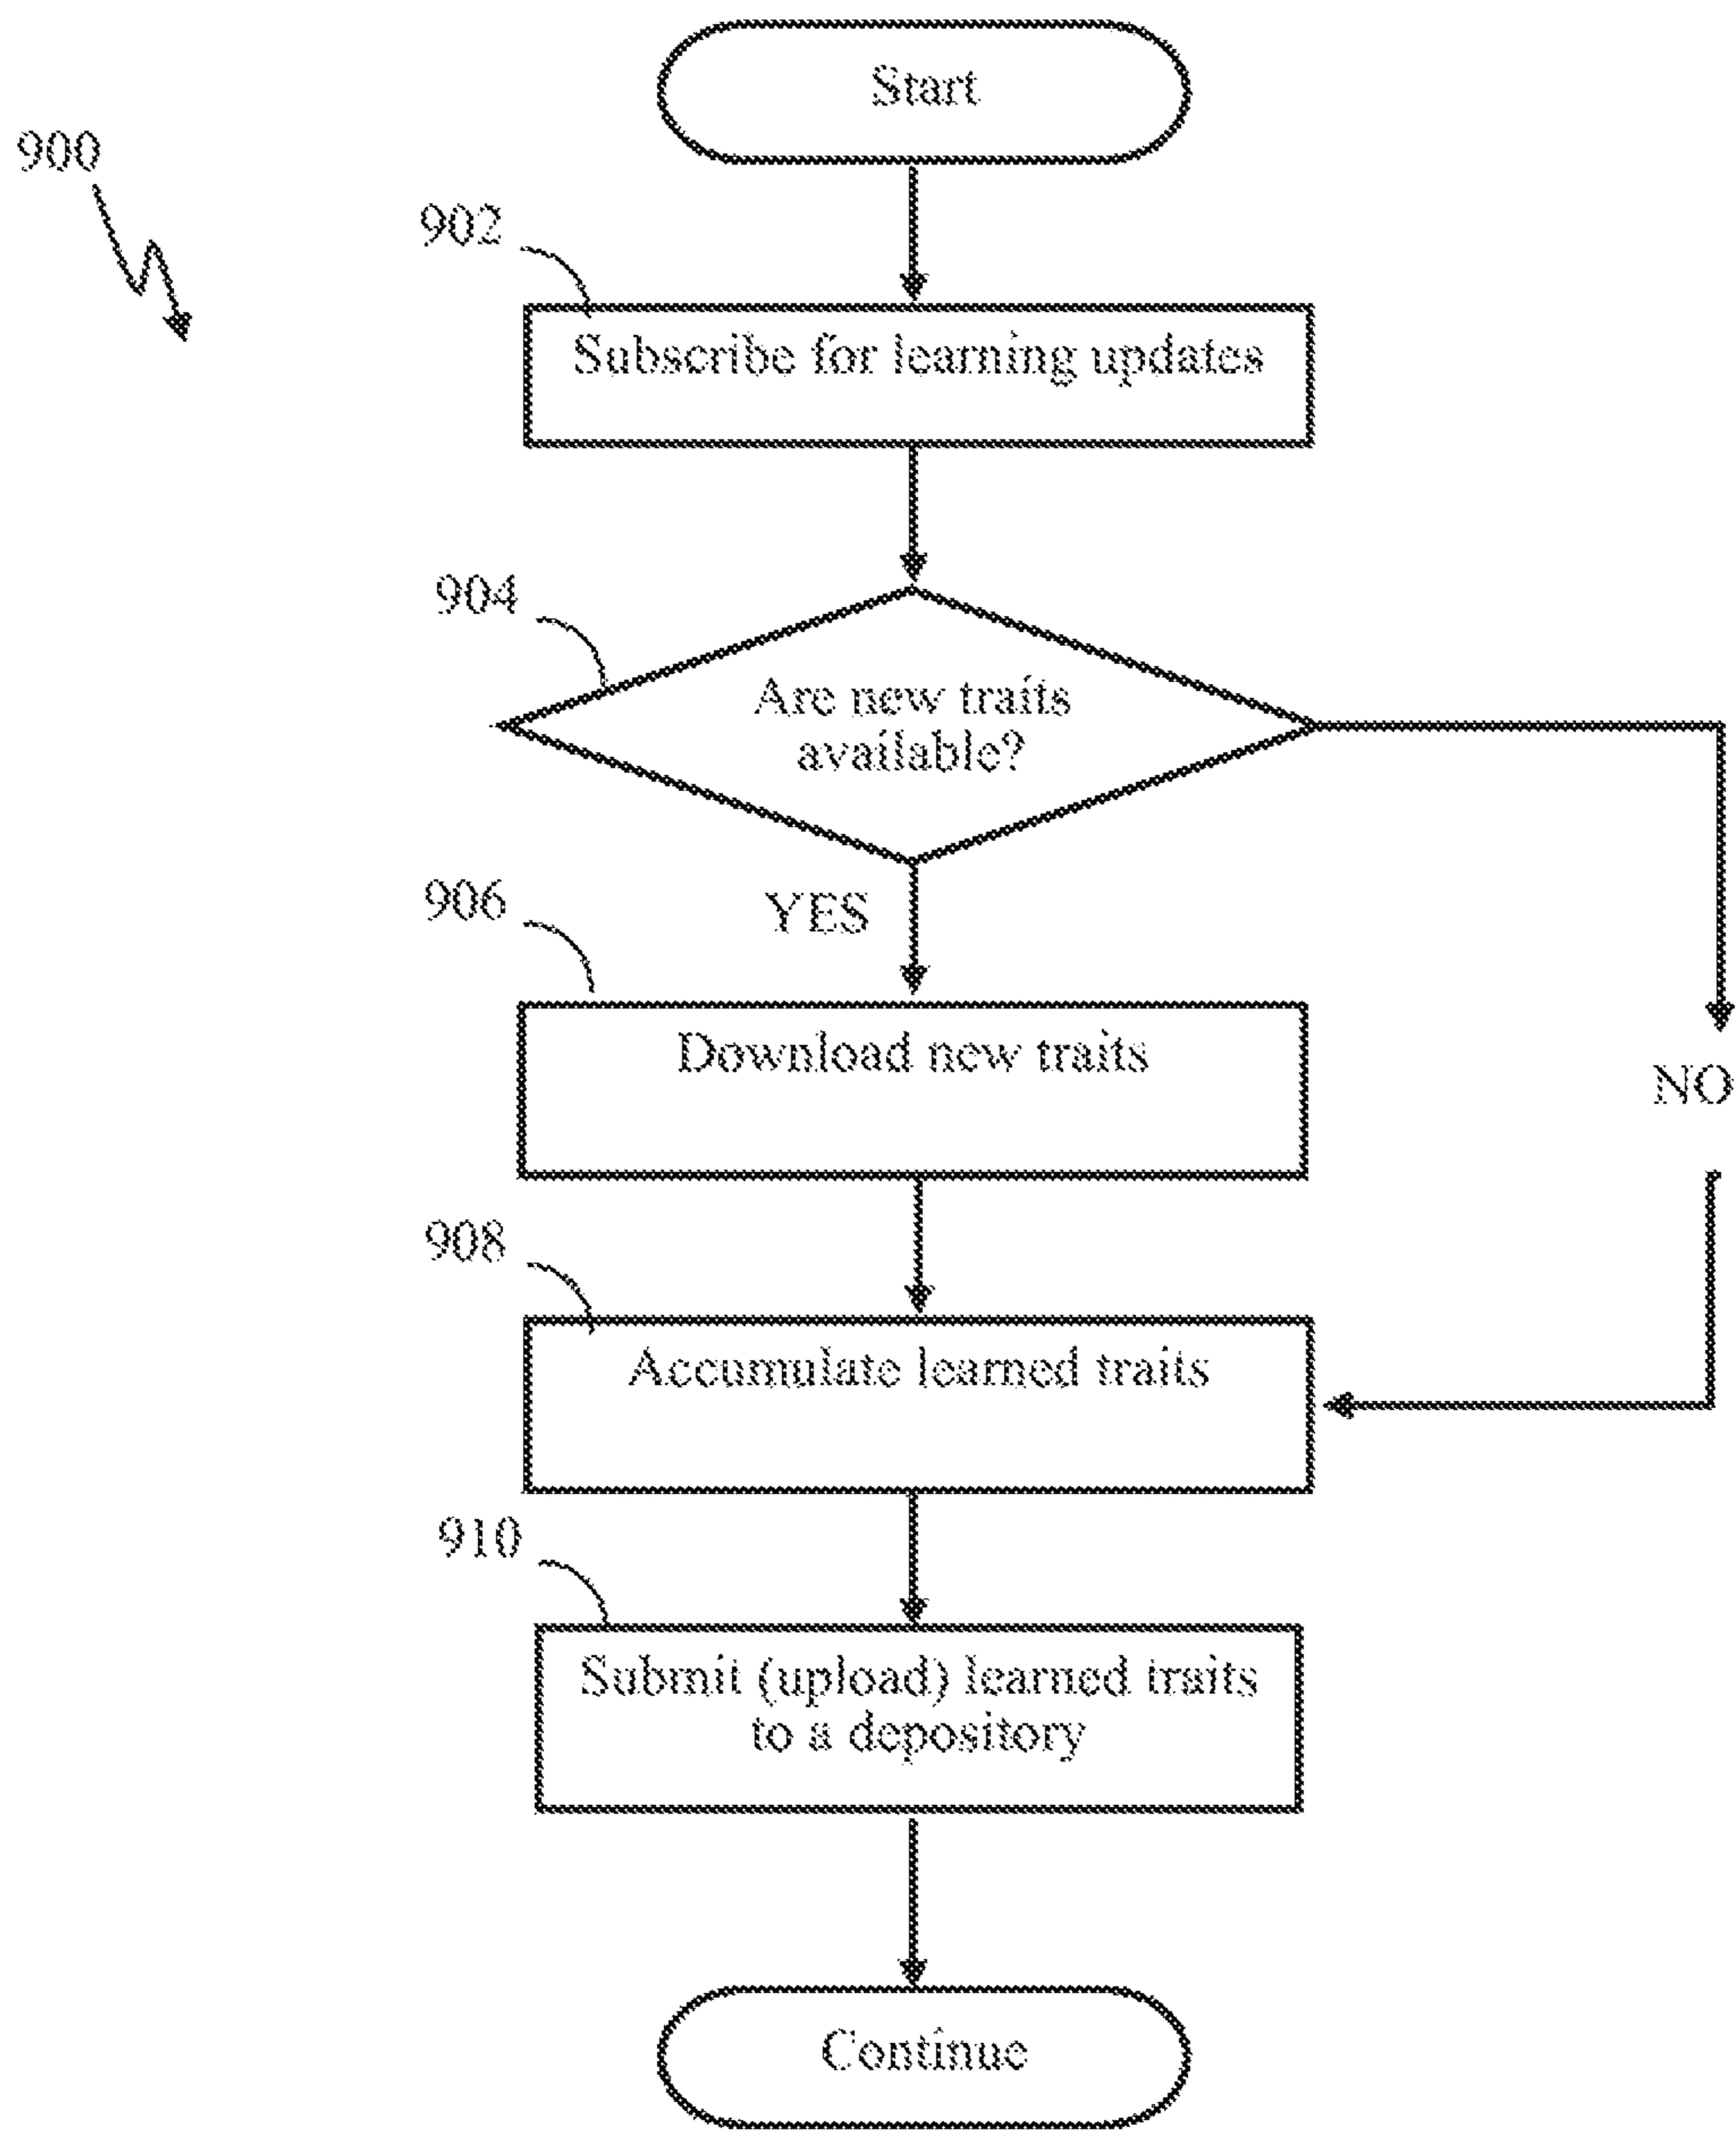 Start
900
902
Subscribe for learning updates
904
Are new traits
available?
906
YES
Download new traits
NO
908
Accumulate learned traits
910
Submit (upload) learned traits
to a depository
Continue